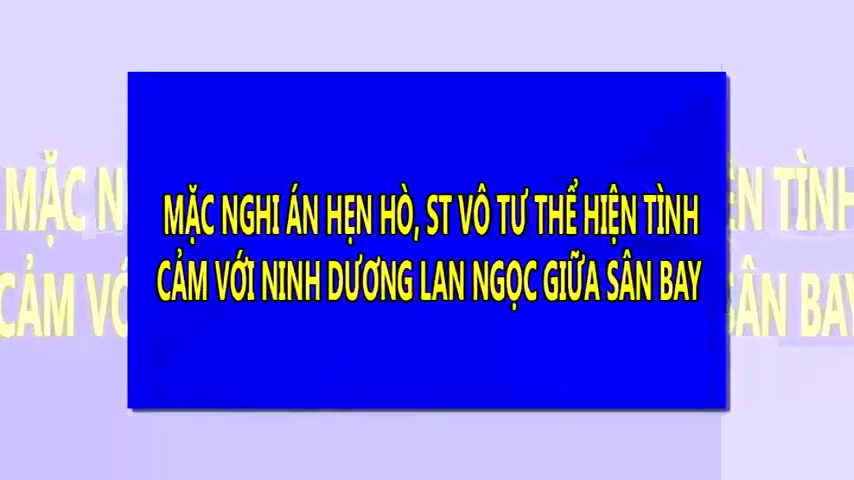 MẶC NGHI ÁN HẸN HÒ, ST VÔ TƯ THỂ HIỆN TÌNH
CẢM VỚI NINH DƯƠNG LAN NGỌC GIỮA SÂN BAY